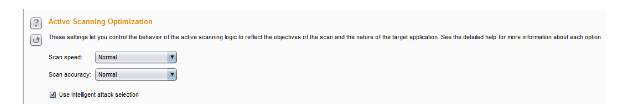 Active Scanning Optimization
These settings let you control the behavior of the active scanning logic to reflect the objectives of the scan and the nature of the target application. See the detailed help for more information about each option.
Scan speed: Normal
Scan accuracy: Normal
Use intelligent attack selection